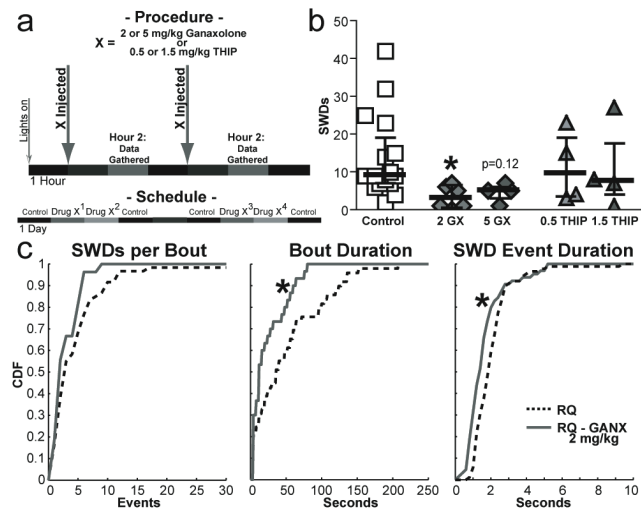 a
- Procedure -
X = 2 or 5 mg/kg Ganaxolone
or
0.5 or 1.5 mg/kg THIP
Lights on
X Injected
X Injected
Hour 2:
Data
Gathered
Hour 2:
Data
Gathered
1 Hour
- Schedule -
Control Drug X¹ Drug X² Control Control Drug X³ Drug X⁴ Control
1 Day
b
SWDs
50
40
30
20
10
0
*
p=0.12
Control 2 GX 5 GX 0.5 THIP 1.5 THIP
C
SWDs per Bout
CDF
1
0.9
0.8
0.7
0.6
0.5
0.4
0.3
0.2
0.1
0
0 5 10 15 20 25 30
Events
Bout Duration
*
0 50 100 150 200 250
Seconds
SWD Event Duration
*
RQ
RQ - GANX
2 mg/kg
0 2 4 6 8 10
Seconds